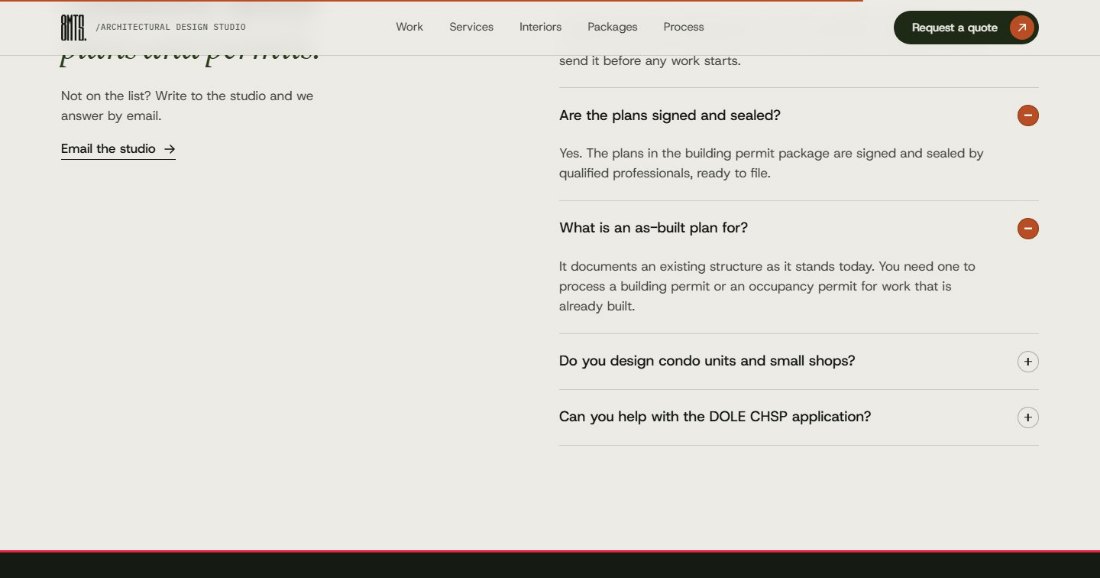 8MTS.
/ARCHITECTURAL DESIGN STUDIO
Work
Services
Interiors
Packages
Process
Request a quote
plans and permits.
Not on the list? Write to the studio and we
answer by email.
Email the studio →
send it before any work starts.
Are the plans signed and sealed?
Yes. The plans in the building permit package are signed and sealed by
qualified professionals, ready to file.
What is an as-built plan for?
It documents an existing structure as it stands today. You need one to
process a building permit or an occupancy permit for work that is
already built.
Do you design condo units and small shops?
Can you help with the DOLE CHSP application?